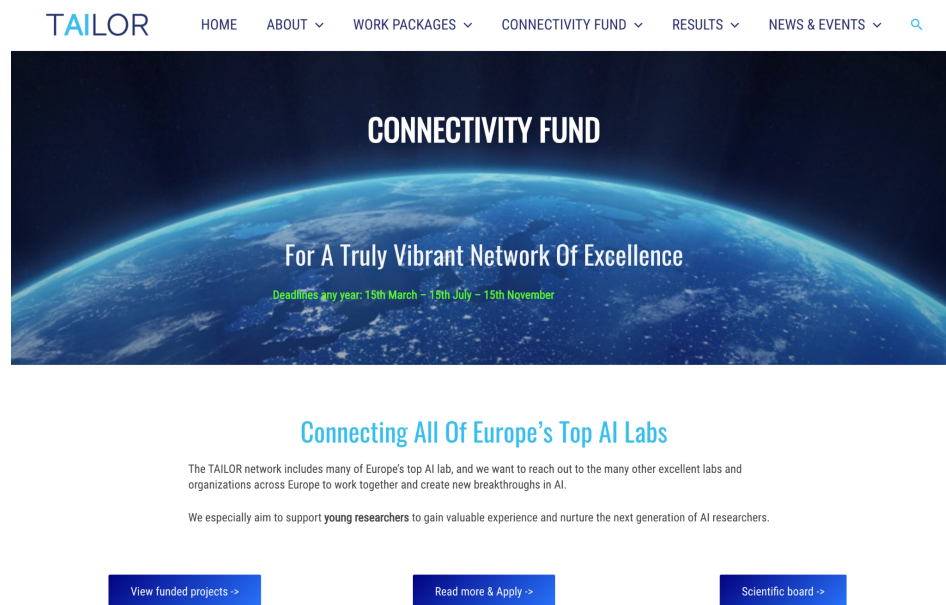 TAILOR
HOME
ABOUT
WORK PACKAGES
CONNECTIVITY FUND
RESULTS
NEWS & EVENTS
CONNECTIVITY FUND
For A Truly Vibrant Network Of Excellence
Deadlines any year: 15th March – 15th July – 15th November
Connecting All Of Europe’s Top AI Labs
The TAILOR network includes many of Europe’s top AI lab, and we want to reach out to the many other excellent labs and
organizations across Europe to work together and create new breakthroughs in AI.
We especially aim to support young researchers to gain valuable experience and nurture the next generation of AI researchers.
View funded projects ->
Read more & Apply ->
Scientific board ->